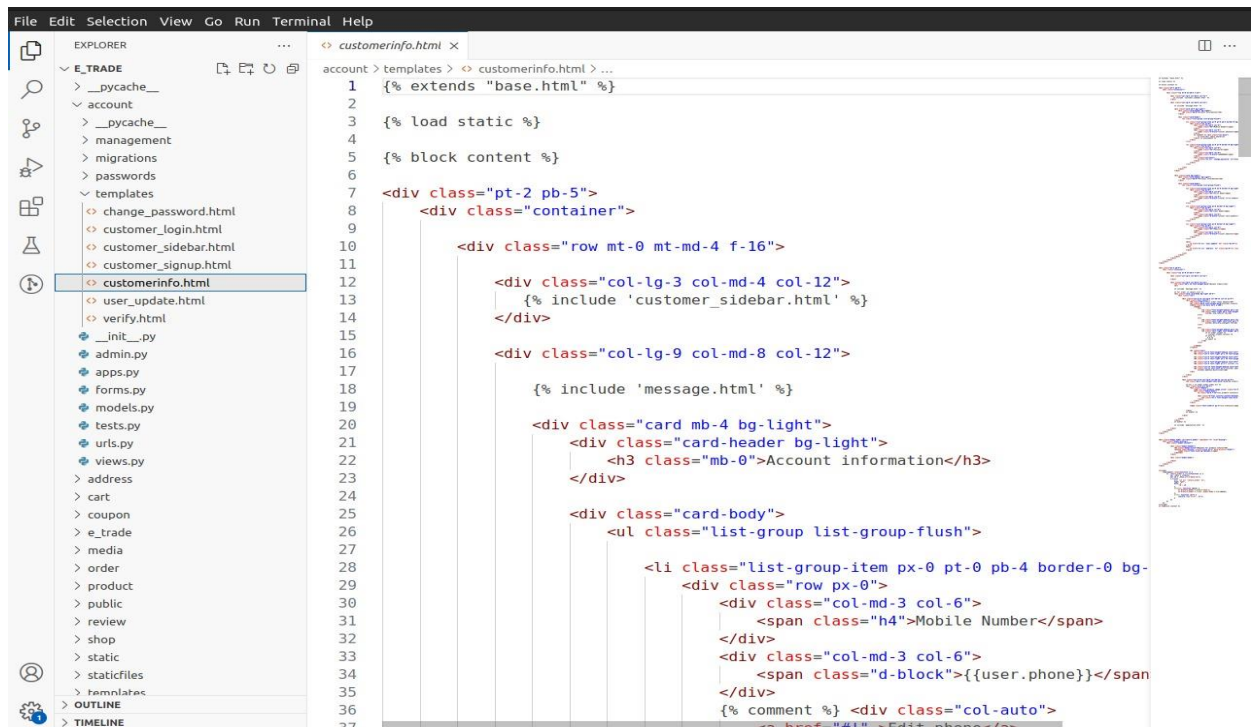 File Edit Selection View Go Run Terminal Help
EXPLORER ...
E_TRADE
__pycache__
account
__pycache__
management
migrations
passwords
templates
change_password.html
customer_login.html
customer_sidebar.html
customer_signup.html
customerinfo.html
user_update.html
verify.html
__init__.py
admin.py
apps.py
forms.py
models.py
tests.py
urls.py
views.py
address
cart
coupon
e_trade
media
order
product
public
review
shop
static
staticfiles
templates
OUTLINE
TIMELINE
1
customerinfo.html
account > templates > customerinfo.html > ...
1 {% extends "base.html" %}
2
3 {% load static %}
4
5 {% block content %}
6
7 <div class="pt-2 pb-5">
8 <div class="container">
9
10 <div class="row mt-0 mt-md-4 f-16">
11
12 <div class="col-lg-3 col-md-4 col-12">
13 {% include 'customer_sidebar.html' %}
14 </div>
15
16 <div class="col-lg-9 col-md-8 col-12">
17
18 {% include 'message.html' %}
19
20 <div class="card mb-4 bg-light">
21 <div class="card-header bg-light">
22 <h3 class="mb-0">Account information</h3>
23 </div>
24
25 <div class="card-body">
26 <ul class="list-group list-group-flush">
27
28 <li class="list-group-item px-0 pt-0 pb-4 border-0 bg-
29 <div class="row px-0">
30 <div class="col-md-3 col-6">
31 <span class="h4">Mobile Number</span>
32 </div>
33 <div class="col-md-3 col-6">
34 <span class="d-block">{{user.phone}}</span
35 </div>
36 {% comment %} <div class="col-auto">
37 <a href="#!" >Edit phone</a>